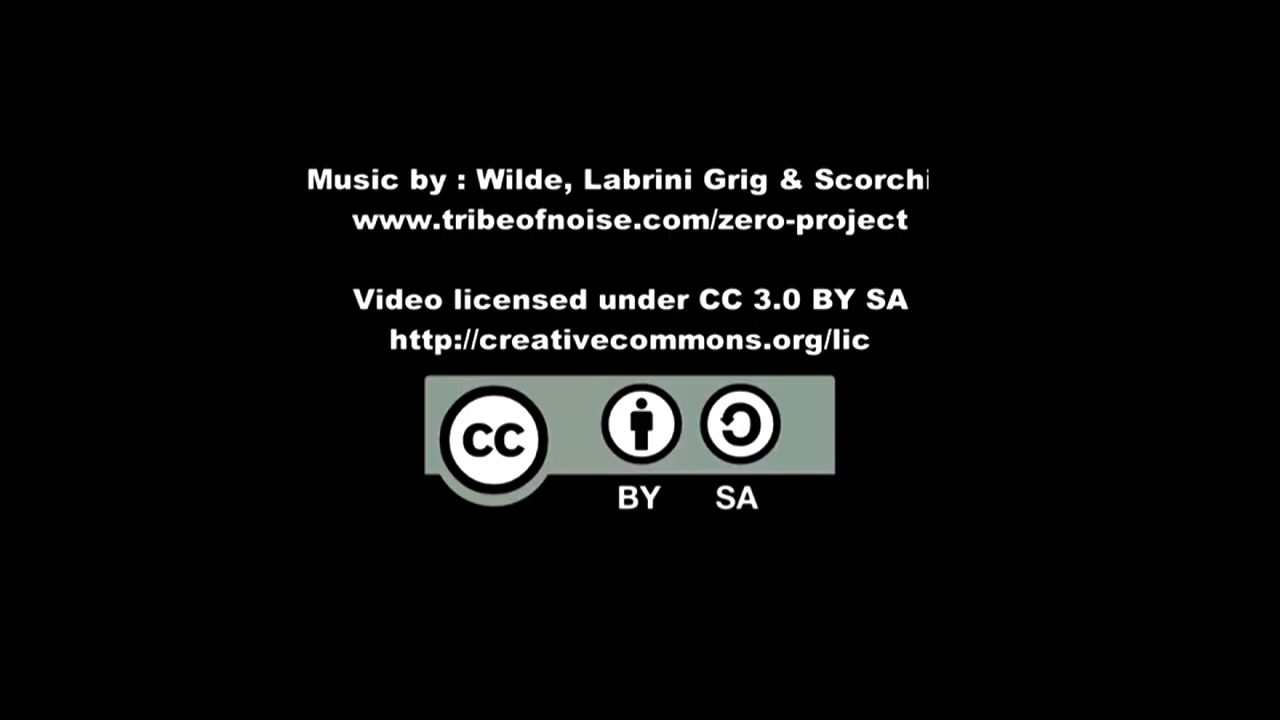 Music by : Wilde, Labrini Grig & Scorchi
www.tribeofnoise.com/zero-project
Video licensed under CC 3.0 BY SA
http://creativecommons.org/lic
CC
BY SA